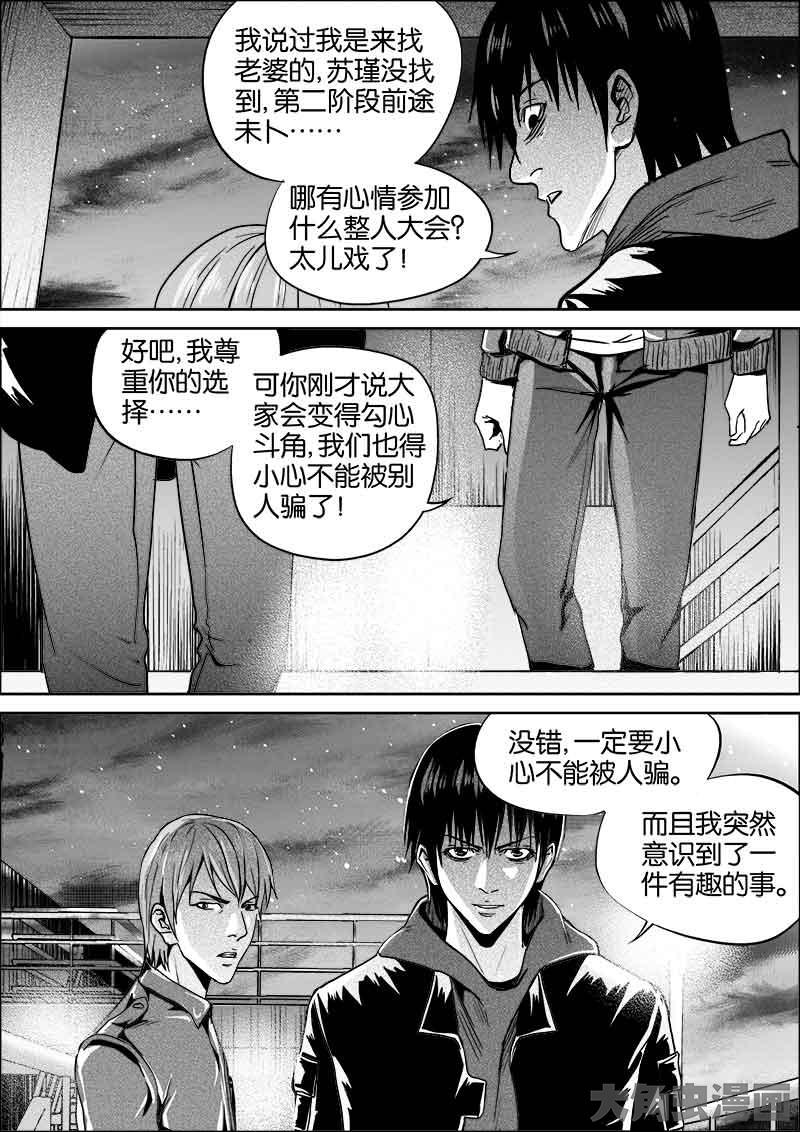 我说过我是来找
老婆的,苏瑾没找
到,第二阶段前途
未卜……
哪有心情参加
什么整人大会?
太儿戏了!
好吧,我尊
重你的选
择……
可你刚才说大
家会变得勾心
斗角,我们也得
小心不能被别
人骗了!
没错,一定要小
心不能被人骗。
而且我突然
意识到了一
件有趣的事。
大角虫漫画